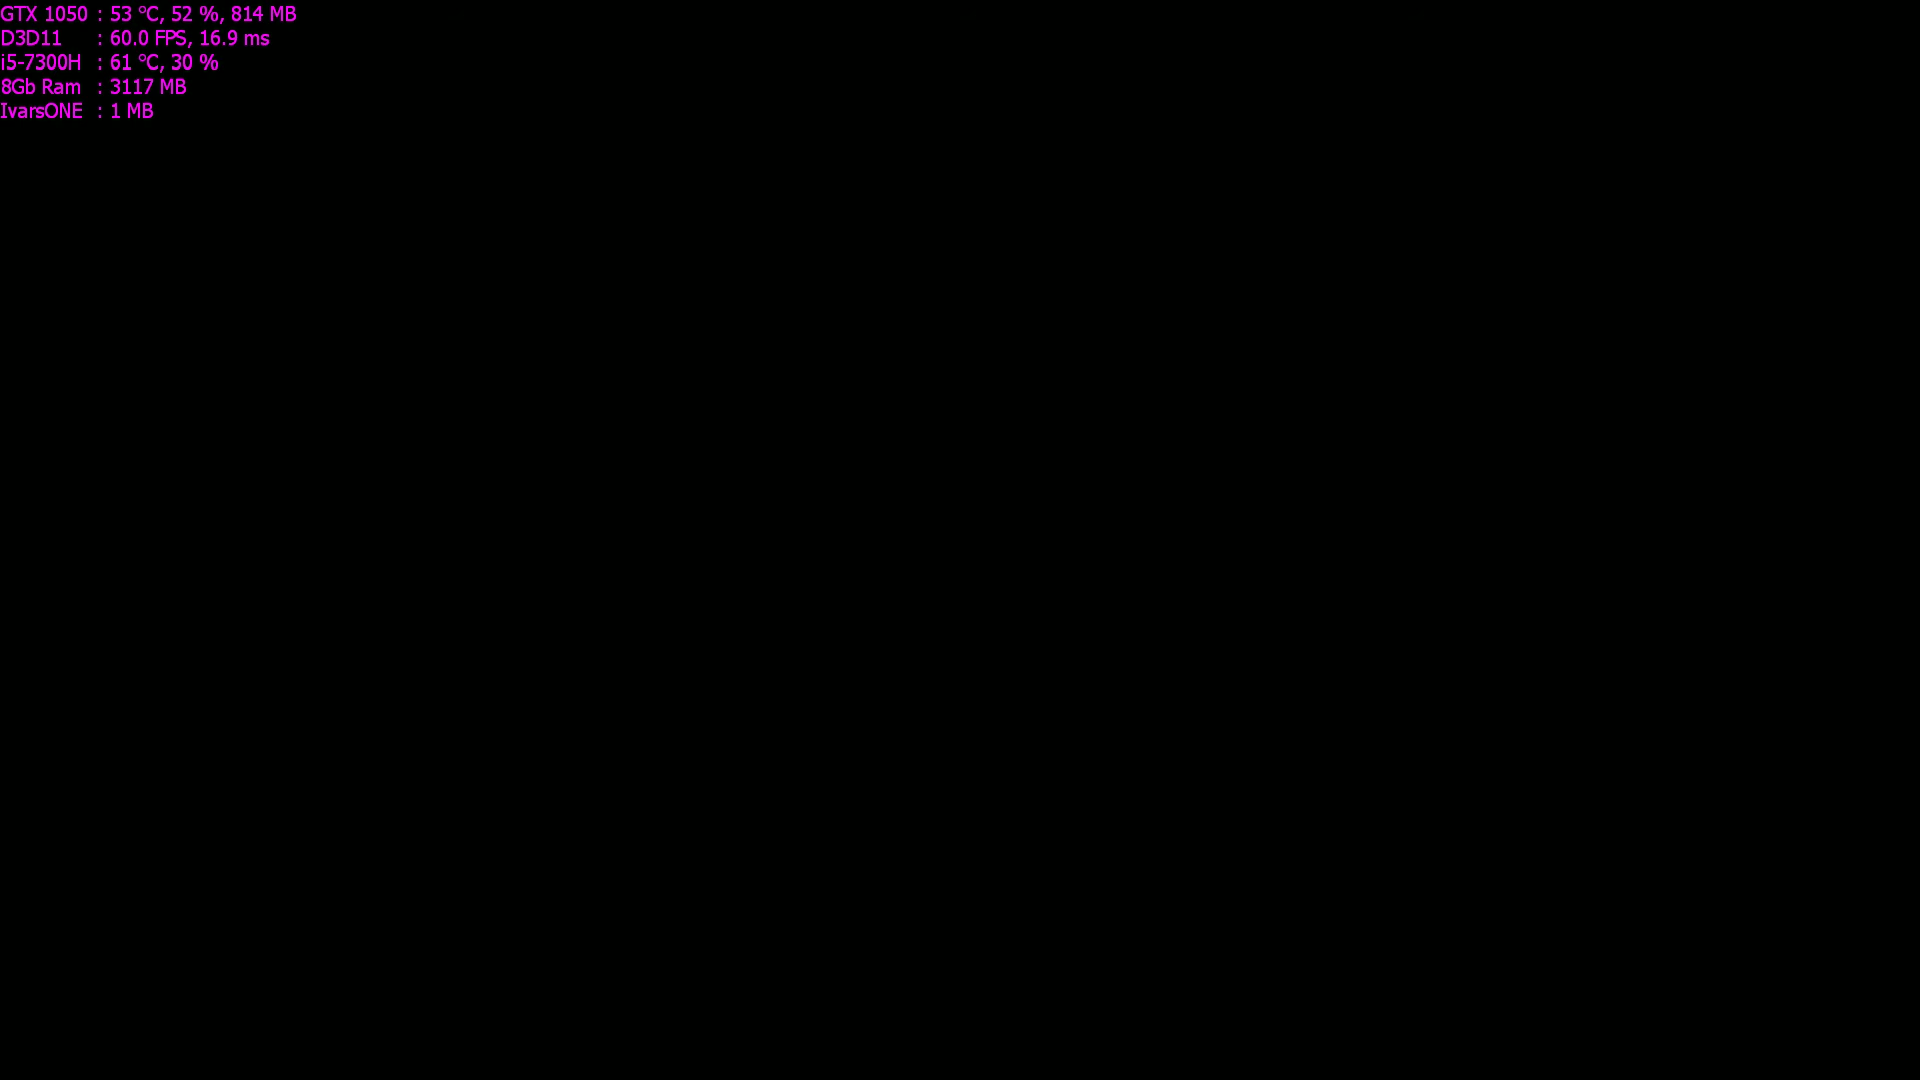 GTX 1050 : 53 °C, 52 %, 814 MB
D3D11 : 60.0 FPS, 16.9 ms
i5-7300H : 61 °C, 30 %
8Gb Ram : 3117 MB
IvarsONE : 1 MB